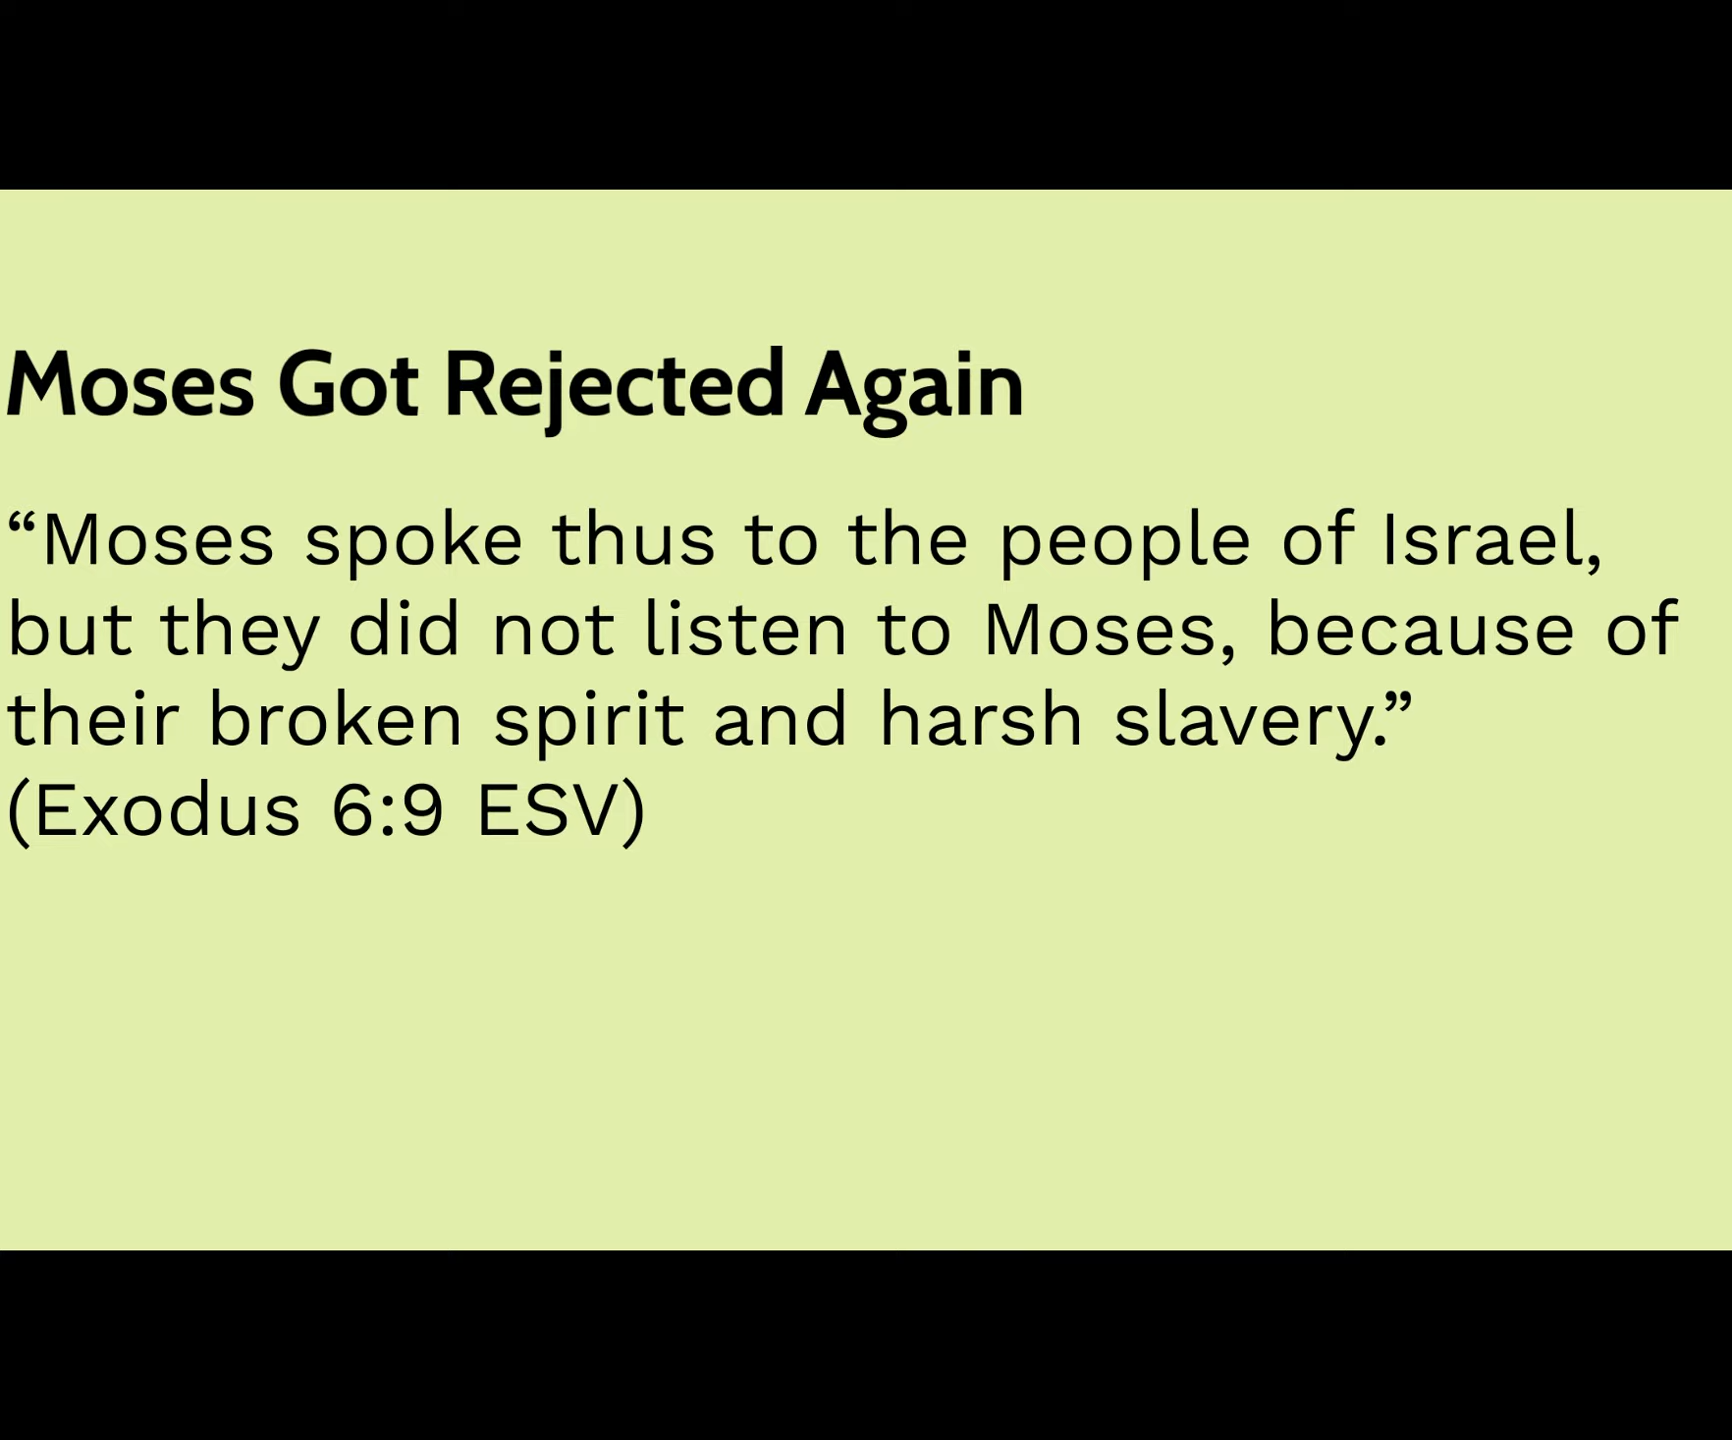 Moses Got Rejected Again
“Moses spoke thus to the people of Israel,
but they did not listen to Moses, because of
their broken spirit and harsh slavery.”
(Exodus 6:9 ESV)